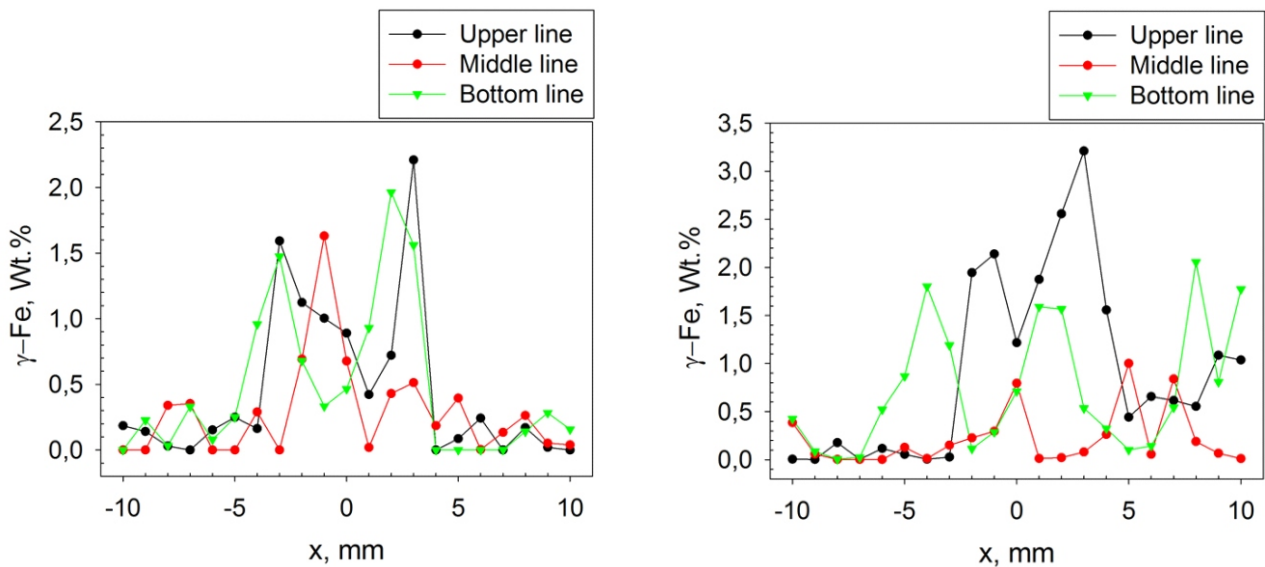 Upper line
Middle line
Bottom line
2,5
2,0
1,5
1,0
0,5
0,0
γ−Fe, Wt.%
-10
-5
0
5
10
x, mm
Upper line
Middle line
Bottom line
3,5
3,0
2,5
2,0
1,5
1,0
0,5
0,0
γ−Fe, Wt.%
-10
-5
0
5
10
x, mm